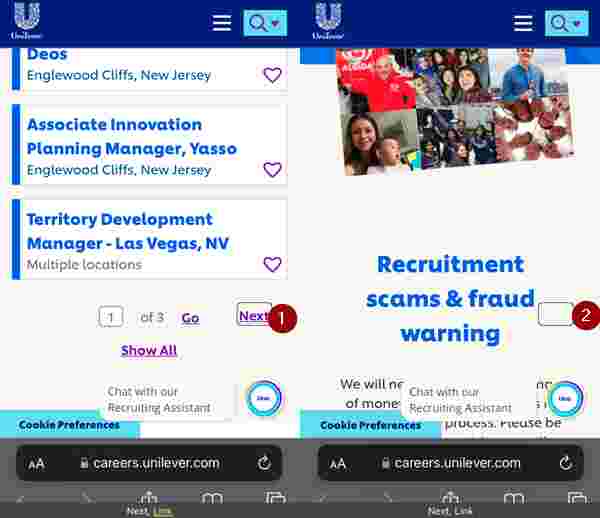 Unilever
Deos
Englewood Cliffs, New Jersey
Associate Innovation
Planning Manager, Yasso
Englewood Cliffs, New Jersey
Territory Development
Manager - Las Vegas, NV
Multiple locations
1 of 3 Go Next 1
Show All
Chat with our
Recruiting Assistant
Cookie Preferences
AA careers.unilever.com
Next, Link
Unilever
Recruitment
scams & fraud
warning
2
We will ne
of mone
Chat with our
Recruiting Assistant
process. Please be
Cookie Preferences
AA careers.unilever.com
Next, Link